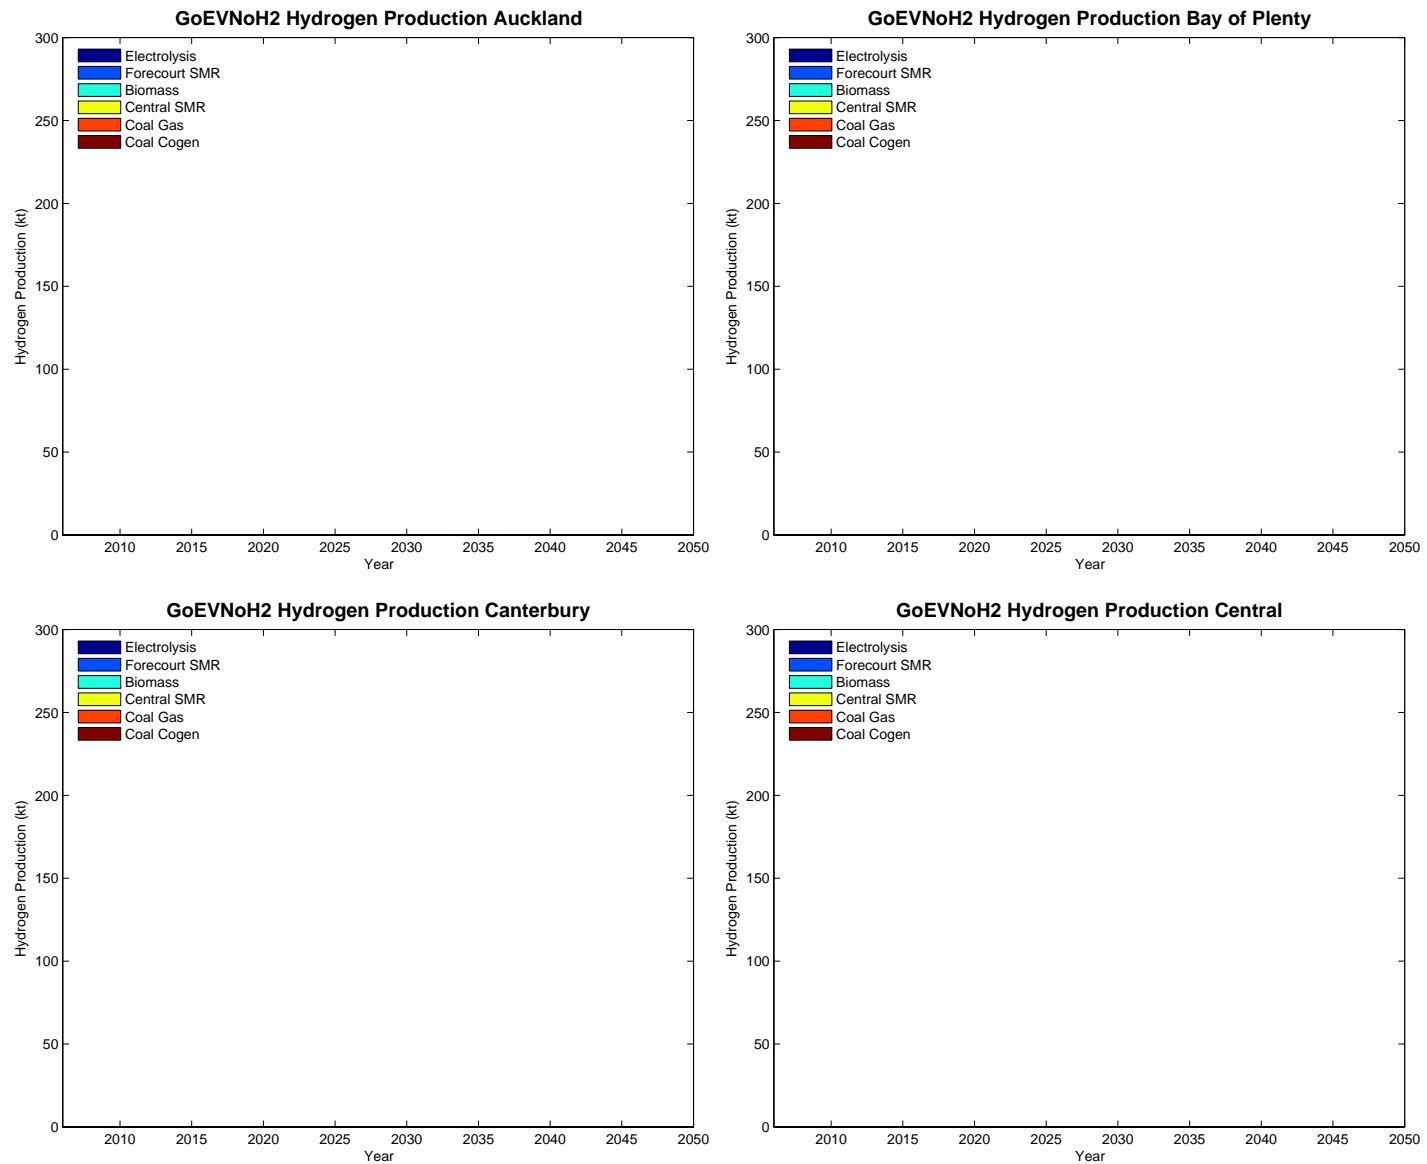 GoEVNoH2 Hydrogen Production Auckland
300
250
200
150
100
50
0
Hydrogen Production (kt)
Electrolysis
Forecourt SMR
Biomass
Central SMR
Coal Gas
Coal Cogen
2010 2015 2020 2025 2030 2035 2040 2045 2050
Year
GoEVNoH2 Hydrogen Production Bay of Plenty
300
250
200
150
100
50
0
Hydrogen Production (kt)
Electrolysis
Forecourt SMR
Biomass
Central SMR
Coal Gas
Coal Cogen
2010 2015 2020 2025 2030 2035 2040 2045 2050
Year
GoEVNoH2 Hydrogen Production Canterbury
300
250
200
150
100
50
0
Hydrogen Production (kt)
Electrolysis
Forecourt SMR
Biomass
Central SMR
Coal Gas
Coal Cogen
2010 2015 2020 2025 2030 2035 2040 2045 2050
Year
GoEVNoH2 Hydrogen Production Central
300
250
200
150
100
50
0
Hydrogen Production (kt)
Electrolysis
Forecourt SMR
Biomass
Central SMR
Coal Gas
Coal Cogen
2010 2015 2020 2025 2030 2035 2040 2045 2050
Year